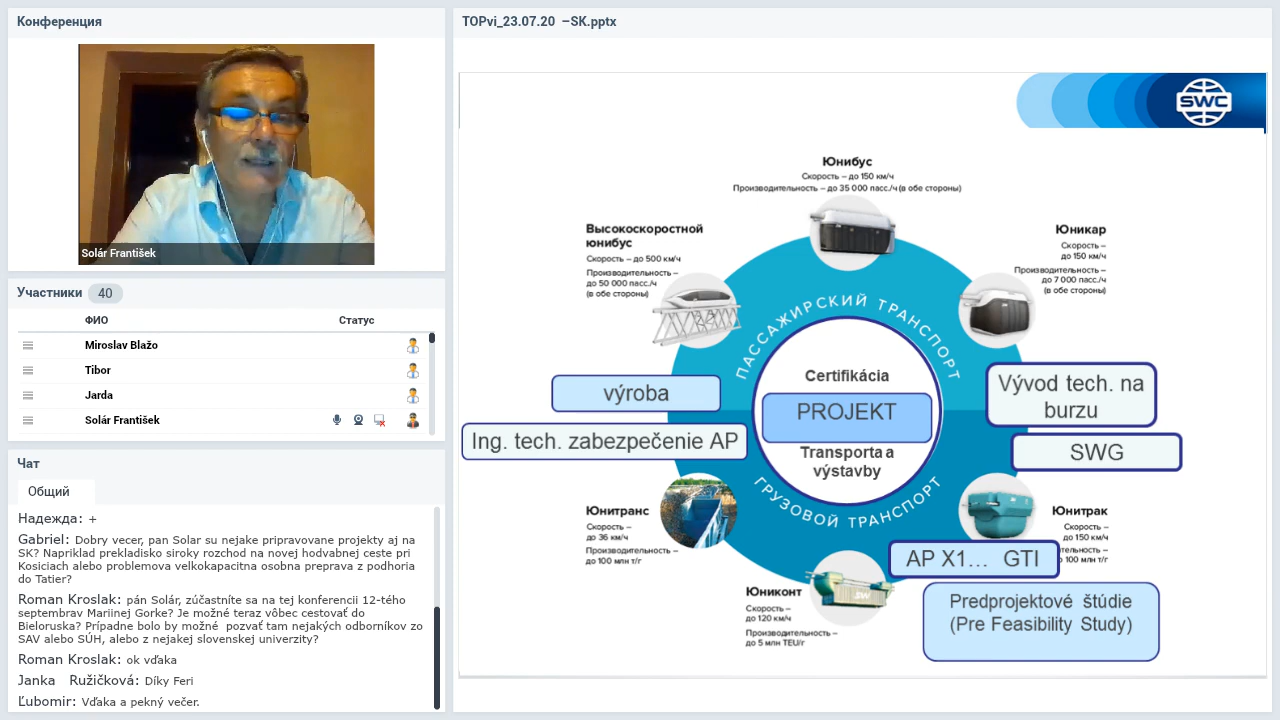 Конференция
Solár František
Участники 40
ФИО Статус
Miroslav Blažo
Tibor
Jarda
Solár František
Чат
Общий
Надежда: +
Gabriel: Dobry vecer, pan Solar su nejake pripravovane projekty aj na
SK? Napriklad prekladisko siroky rozchod na novej hodvabnej ceste pri
Kosiciach alebo problemova velkokapacitna osobna preprava z podhoria
do Tatier?
Roman Kroslak: pán Solár, zúčastníte sa na tej konferencii 12-tého
septembrav Mariinej Gorke? Je možné teraz vôbec cestovať do
Bieloruska? Prípadne bolo by možné pozvať tam nejakých odborníkov zo
SAV alebo SÚH, alebo z nejakej slovenskej univerzity?
Roman Kroslak: ok vďaka
Janka Ružičková: Díky Feri
Ľubomir: Vďaka a pekný večer.
TOPvi_23.07.20 –SK.pptx
SWC
Юнибус
Скорость – до 150 км/ч
Производительность – до 35 000 пасс./ч (в обе стороны)
Высокоскоростной
юнибус
Скорость – до 500 км/ч
Производительность –
до 50 000 пасс./ч
(в обе стороны)
Юникар
Скорость –
до 150 км/ч
Производительность –
до 7 000 пасс./ч
(в обе стороны)
ПАССАЖИРСКИЙ ТРАНСПОРТ
Certifikácia
PROJEKT
Transporta a
výstavby
ГРУЗОВОЙ ТРАНСПОРТ
výroba
Ing. tech. zabezpečenie AP
Vývod tech. na
burzu
SWG
Юнитранс
Скорость –
до 36 км/ч
Производительность –
до 100 млн т/г
Юнитрак
Скорость –
до 150 км/ч
100 млн т/г
AP X1... GTI
Юниконт
Скорость –
до 120 км/ч
Производительность –
до 5 млн TEU/г
Predprojektové štúdie
(Pre Feasibility Study)